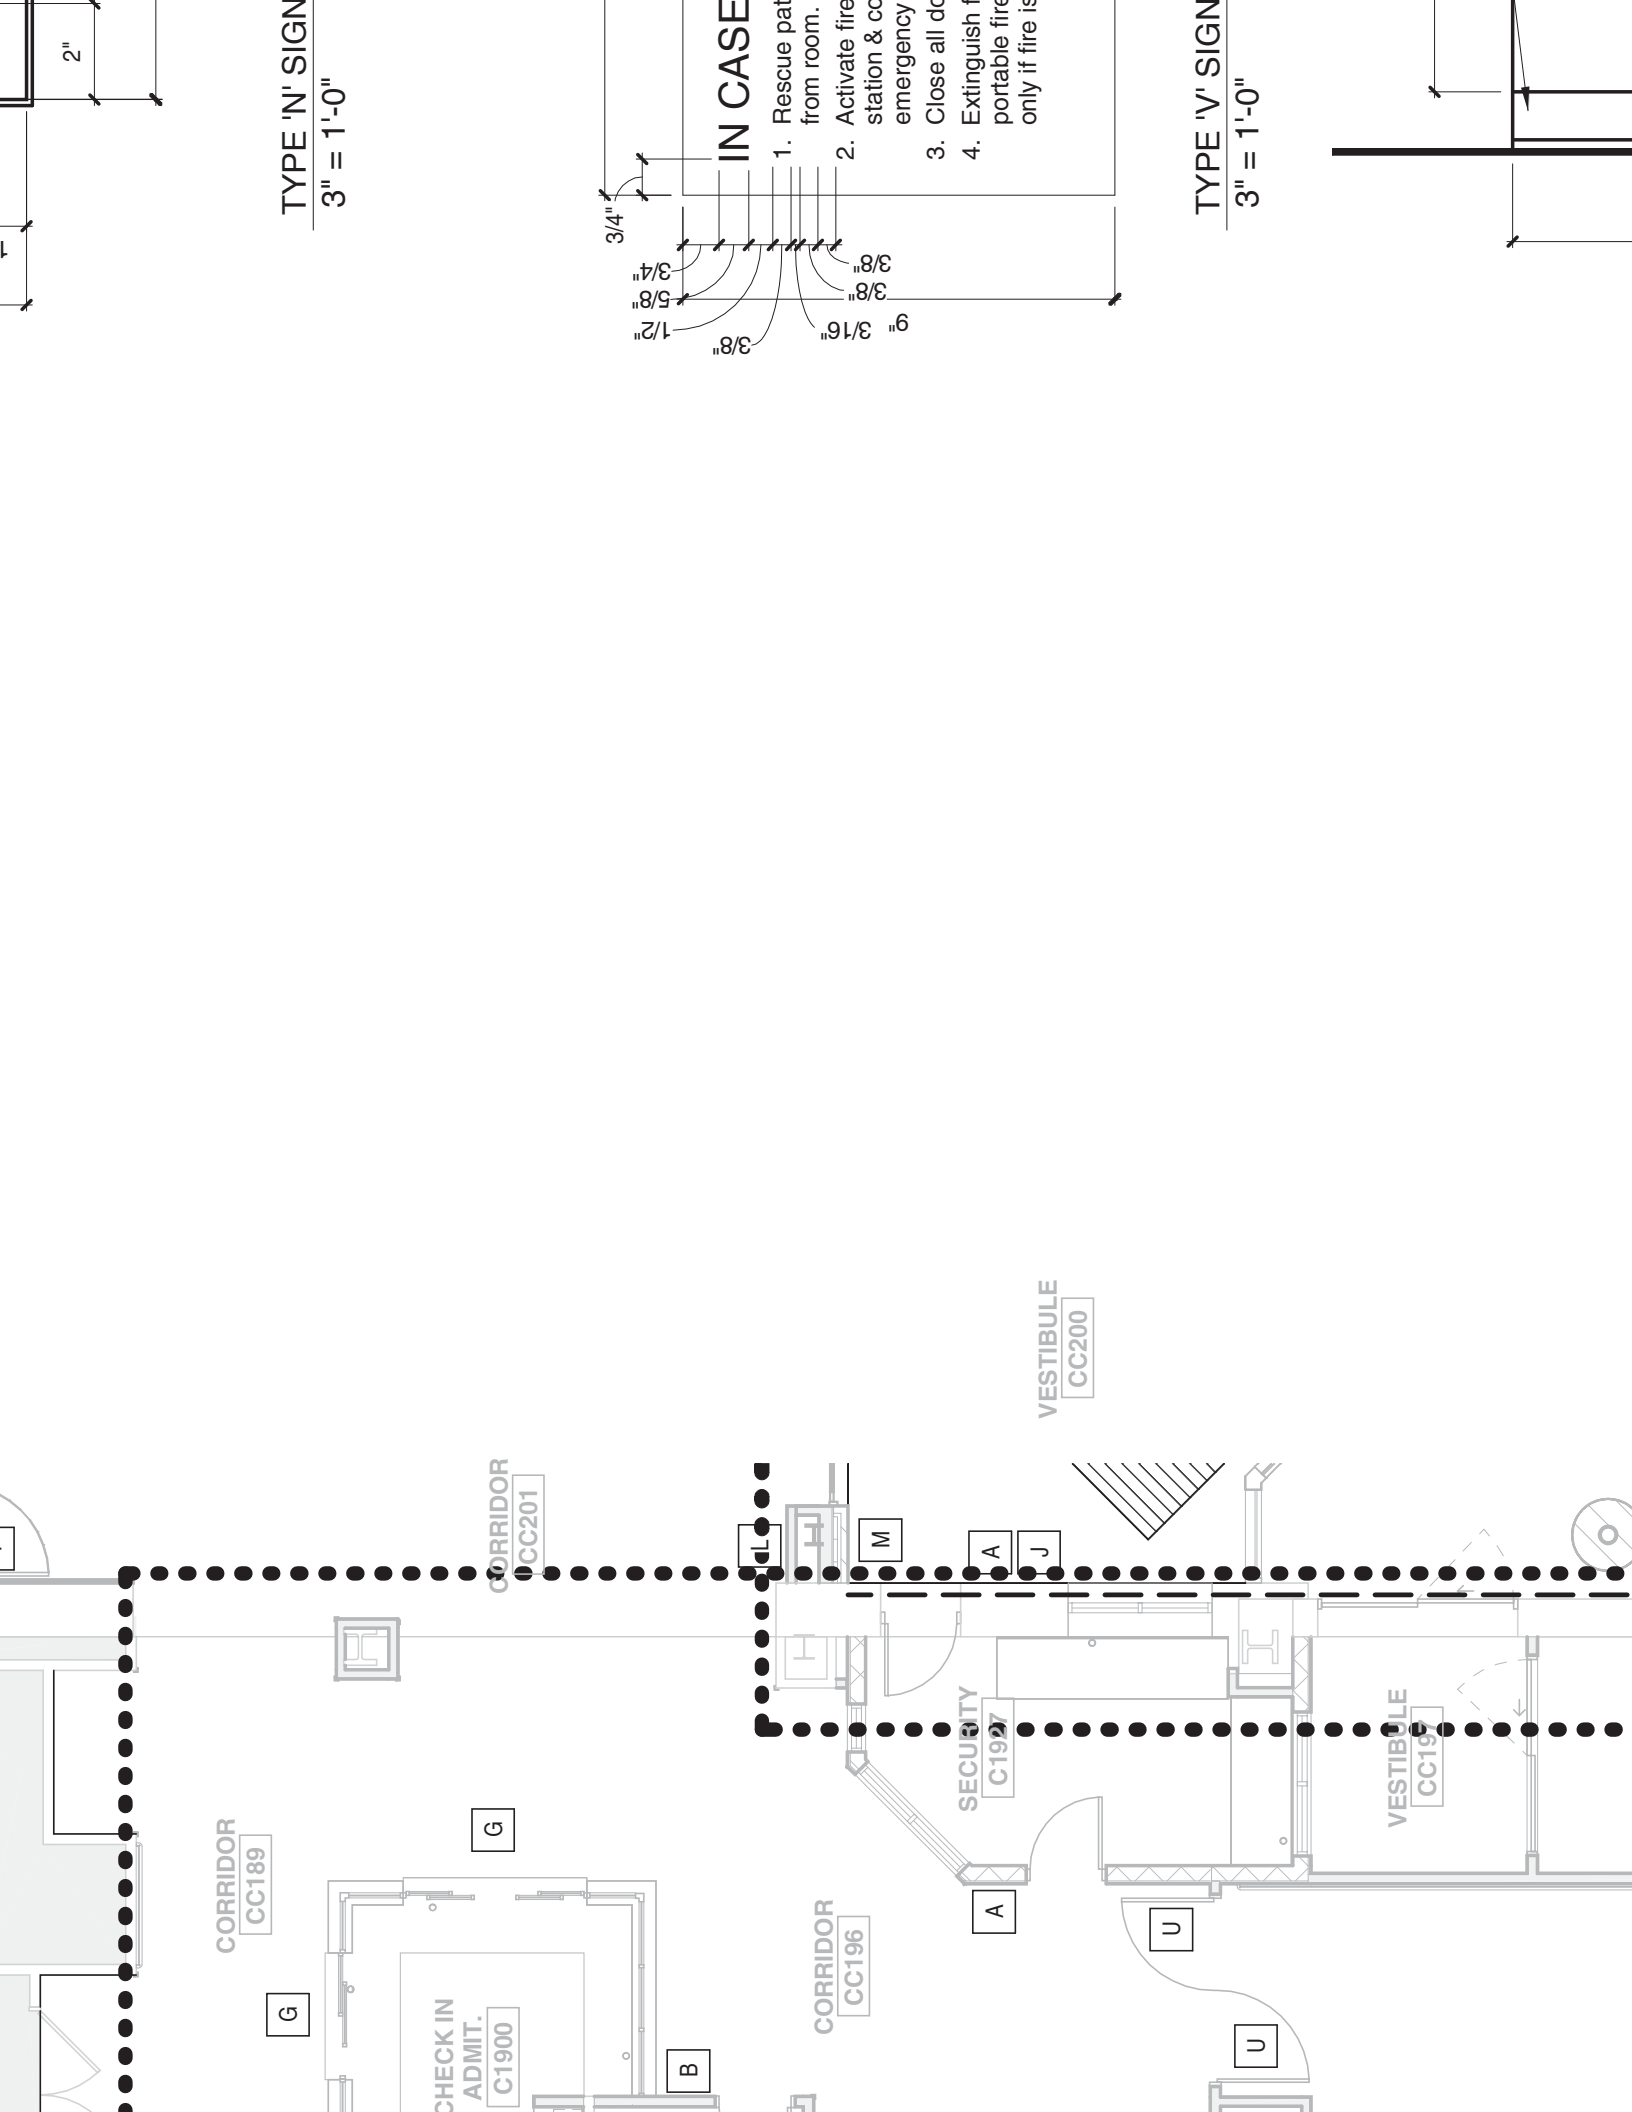 2"
TYPE 'N' SIGN
3" = 1'-0"
3/4"
3/4"
5/8"
1/2"
3/8"
3/16"
3/8"
3/8"
9"
IN CASE
1. Rescue pat
from room.
2. Activate fire
station & co
emergency
3. Close all do
4. Extinguish f
portable fire
only if fire is
TYPE 'V' SIGN
3" = 1'-0"
VESTIBULE
CC200
CORRIDOR
CC201
L
M
A
J
SECURITY
C1927
VESTIBULE
CC197
CORRIDOR
CC189
G
G
CHECK IN
ADMIT.
C1900
B
CORRIDOR
CC196
A
U
U